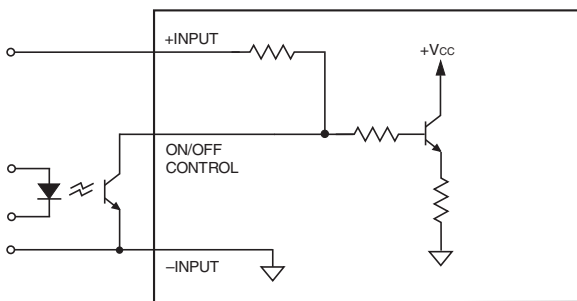 +INPUT
+Vcc
ON/OFF
CONTROL
–INPUT